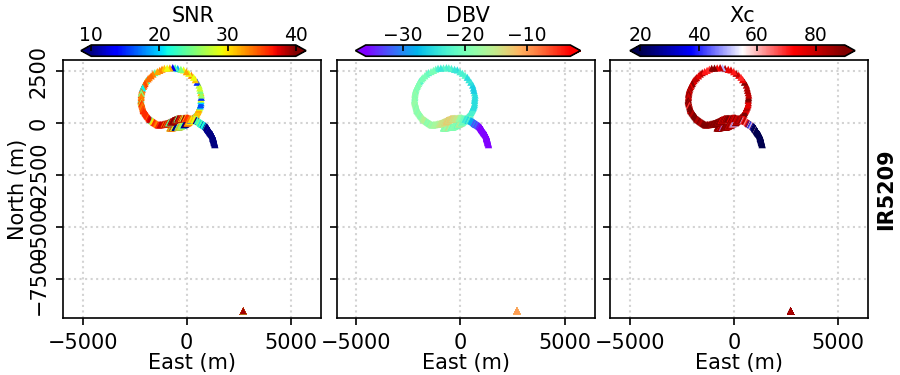 SNR DBV Xc
10 20 30 40 −30 −20 −10 20 40 60 80
North (m)
2500
0
−2500
−5000
−7500
IR5209
−5000 0 5000 −5000 0 5000 −5000 0 5000
East (m) East (m) East (m)